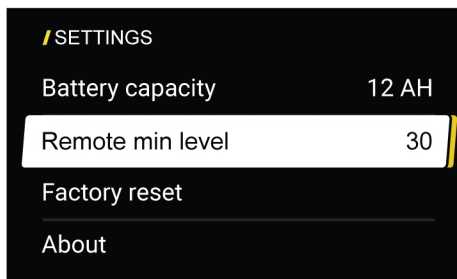 SETTINGS
Battery capacity 12 AH
Remote min level 30
Factory reset
About